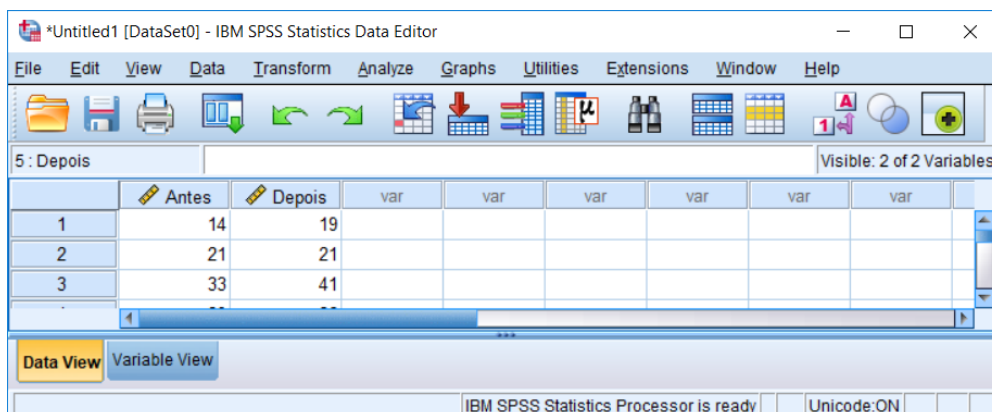 *Untitled1 [DataSet0] - IBM SPSS Statistics Data Editor
File Edit View Data Transform Analyze Graphs Utilities Extensions Window Help
5 : Depois Visible: 2 of 2 Variables
Antes Depois var var var var var var
1 14 19
2 21 21
3 33 41
Data View Variable View
IBM SPSS Statistics Processor is ready Unicode:ON